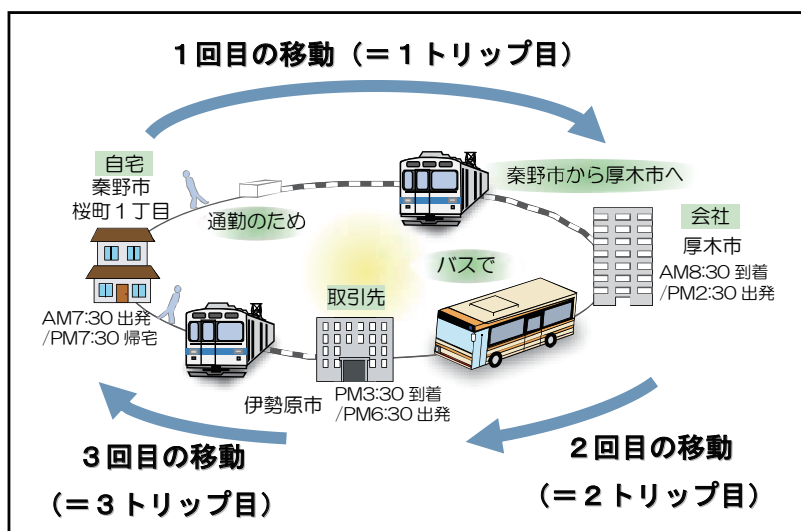 1回目の移動（＝１トリップ目）
自宅
秦野市
桜町１丁目
通勤のため
秦野市から厚木市へ
会社
厚木市
AM8:30 到着
/PM2:30 出発
バスで
取引先
AM7:30 出発
/PM7:30 帰宅
伊勢原市
PM3:30 到着
/PM6:30 出発
３回目の移動
（＝３トリップ目）
２回目の移動
（＝２トリップ目）